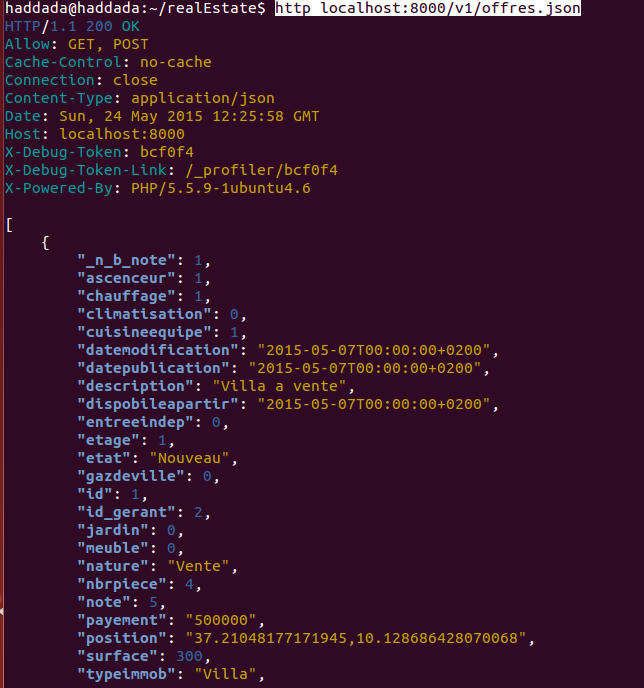 haddada@haddada:~/realEstate$ http localhost:8000/v1/offres.json
HTTP/1.1 200 OK
Allow: GET, POST
Cache-Control: no-cache
Connection: close
Content-Type: application/json
Date: Sun, 24 May 2015 12:25:58 GMT
Host: localhost:8000
X-Debug-Token: bcf0f4
X-Debug-Token-Link: /_profiler/bcf0f4
X-Powered-By: PHP/5.5.9-1ubuntu4.6

[
    {
        "_n_b_note": 1,
        "ascenceur": 1,
        "chauffage": 1,
        "climatisation": 0,
        "cuisineequipe": 1,
        "datemodification": "2015-05-07T00:00:00+0200",
        "datepublication": "2015-05-07T00:00:00+0200",
        "description": "Villa a vente",
        "dispobileapartir": "2015-05-07T00:00:00+0200",
        "entreeindep": 0,
        "etage": 1,
        "etat": "Nouveau",
        "gazdeville": 0,
        "id": 1,
        "id_gerant": 2,
        "jardin": 0,
        "meuble": 0,
        "nature": "Vente",
        "nbrpiece": 4,
        "note": 5,
        "payement": "500000",
        "position": "37.21048177171945,10.128686428070068",
        "surface": 300,
        "typeimmob": "Villa",